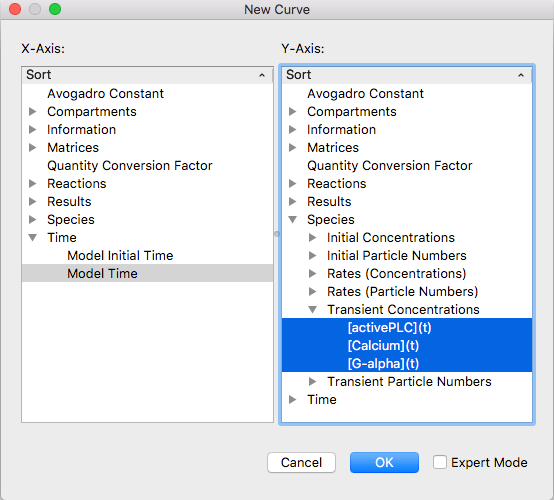 New Curve
X-Axis:
Sort
Avogadro Constant
Compartments
Information
Matrices
Quantity Conversion Factor
Reactions
Results
Species
Time
Model Initial Time
Model Time
Y-Axis:
Sort
Avogadro Constant
Compartments
Information
Matrices
Quantity Conversion Factor
Reactions
Results
Species
Initial Concentrations
Initial Particle Numbers
Rates (Concentrations)
Rates (Particle Numbers)
Transient Concentrations
[activePLC](t)
[Calcium](t)
[G-alpha](t)
Transient Particle Numbers
Time
Cancel
OK
Expert Mode